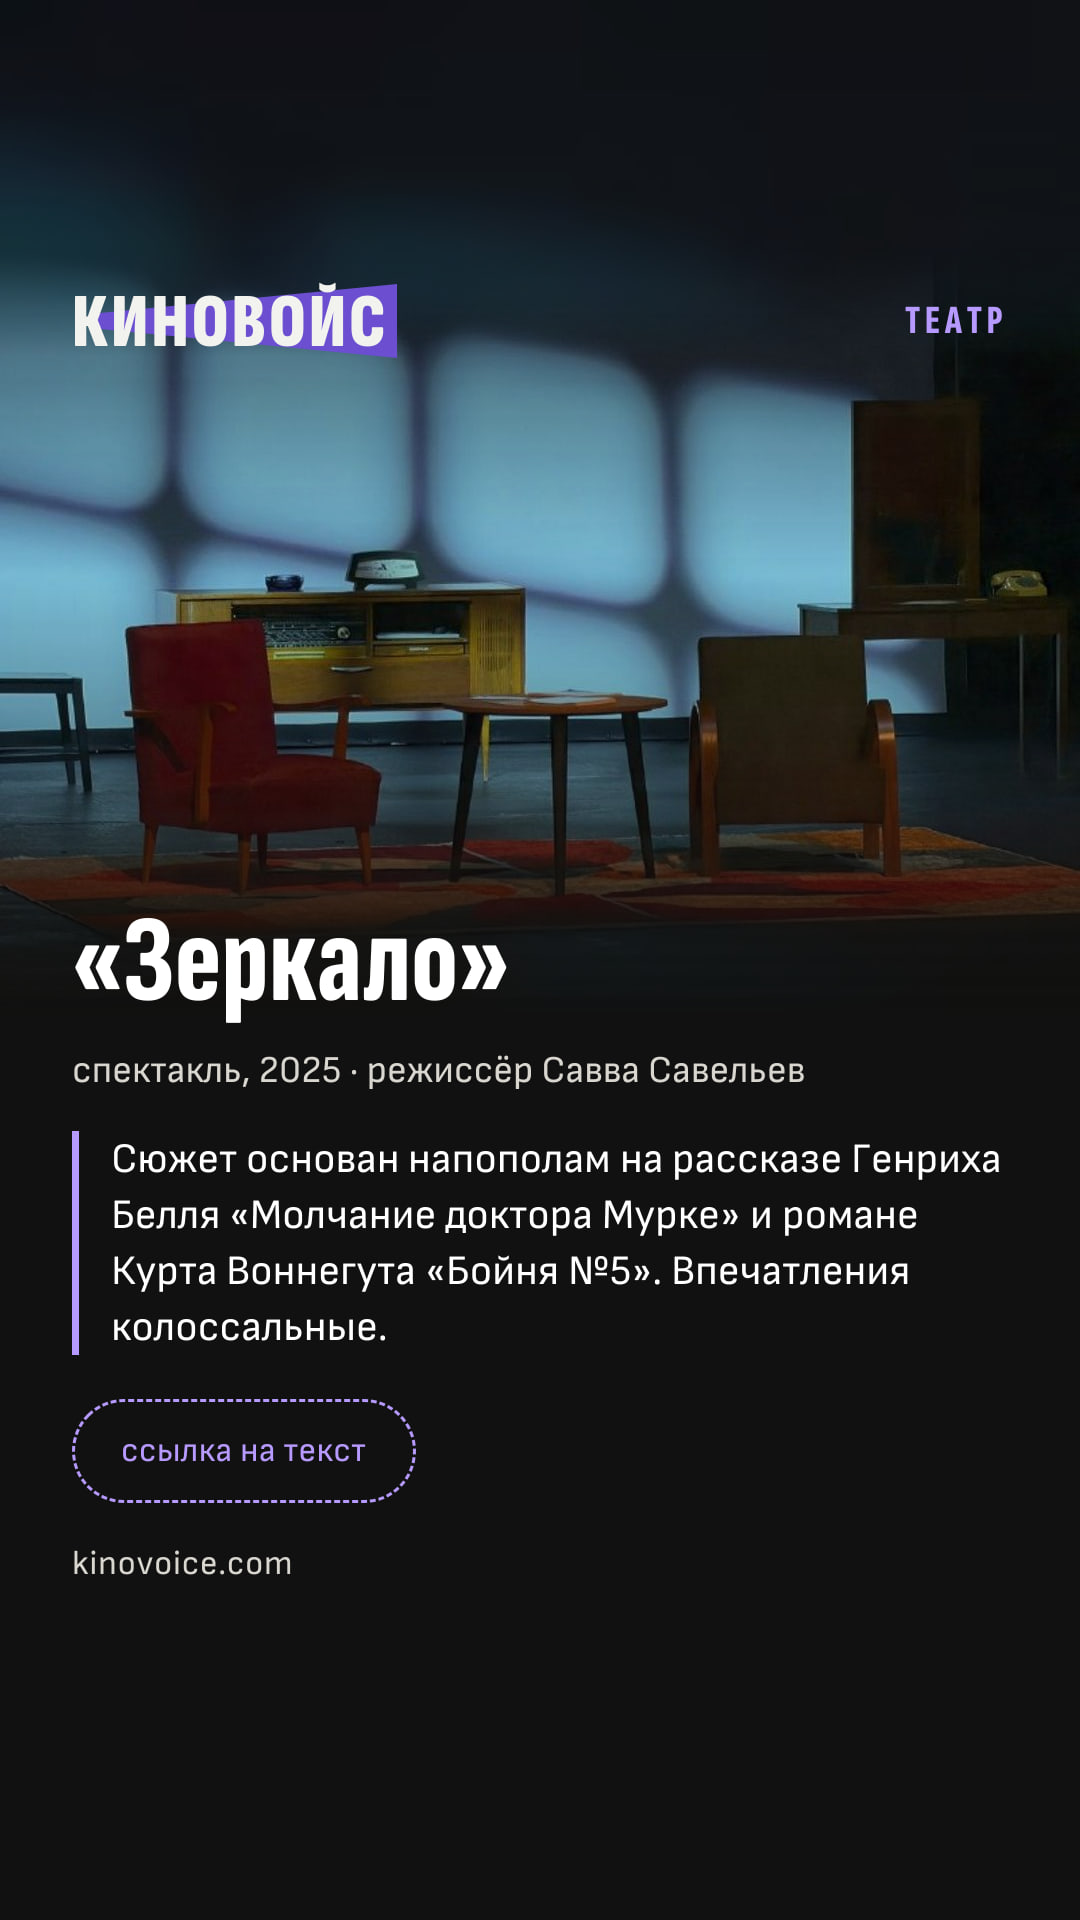 КИНОВОЙС
ТЕАТР
«Зеркало»
спектакль, 2025 · режиссёр Савва Савельев
Сюжет основан напополам на рассказе Генриха
Белля «Молчание доктора Мурке» и романе
Курта Воннегута «Бойня №5». Впечатления
колоссальные.
ссылка на текст
kinovoice.com